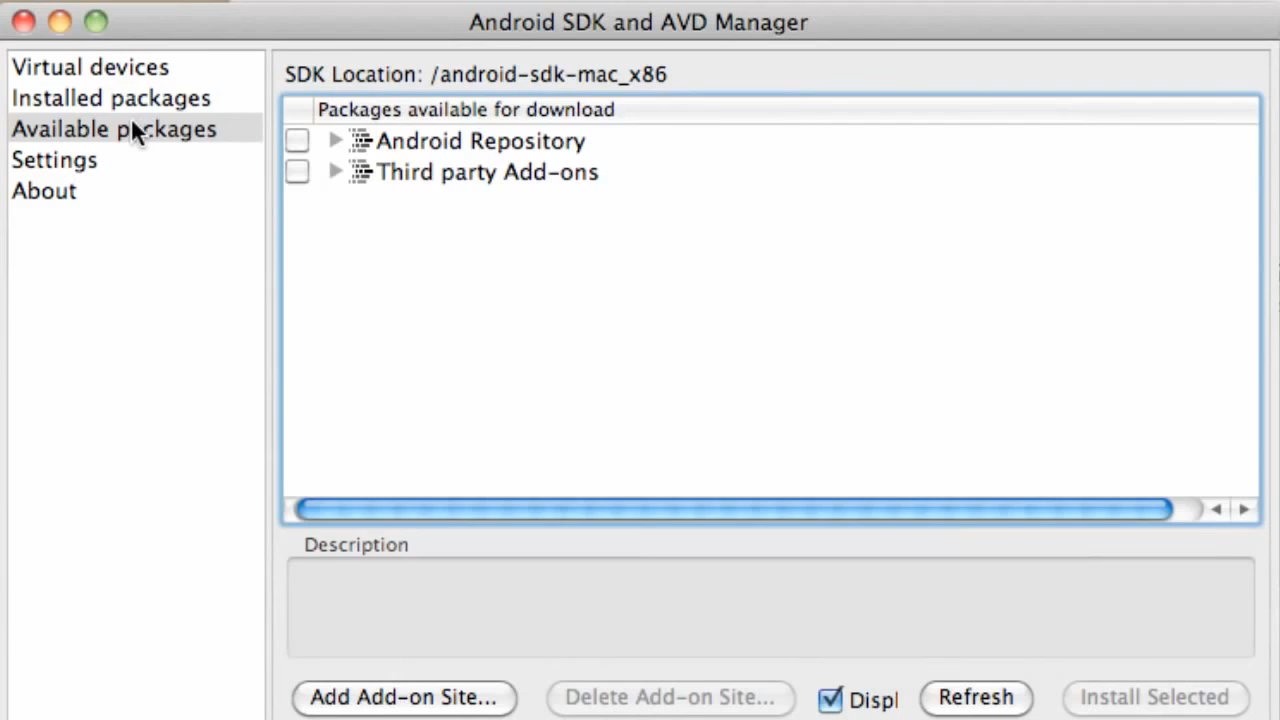 Android SDK and AVD Manager
Virtual devices
Installed packages
Available packages
Settings
About
SDK Location: /android-sdk-mac_x86
Packages available for download
Android Repository
Third party Add-ons
Description
Add Add-on Site...
Delete Add-on Site...
Displ
Refresh
Install Selected